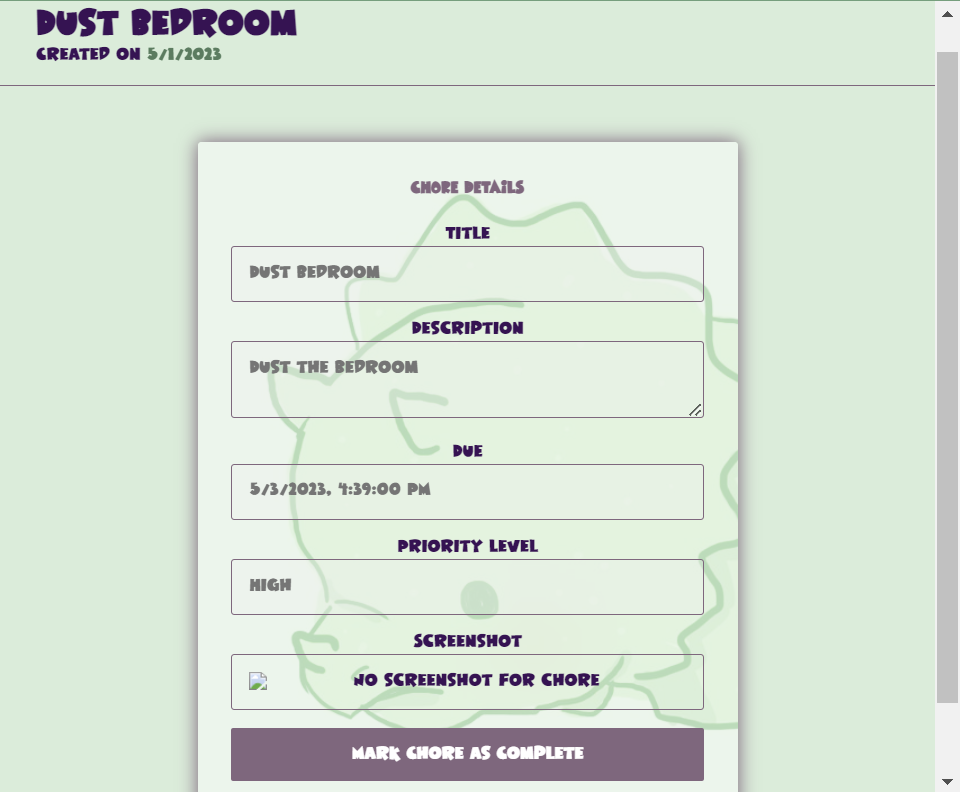 DUST BEDROOM
CREATED ON 5/1/2023
CHORE DETAILS
TITLE
DUST BEDROOM
DESCRIPTION
DUST THE BEDROOM
DUE
5/3/2023, 4:39:00 PM
PRIORITY LEVEL
HIGH
SCREENSHOT
NO SCREENSHOT FOR CHORE
MARK CHORE AS COMPLETE